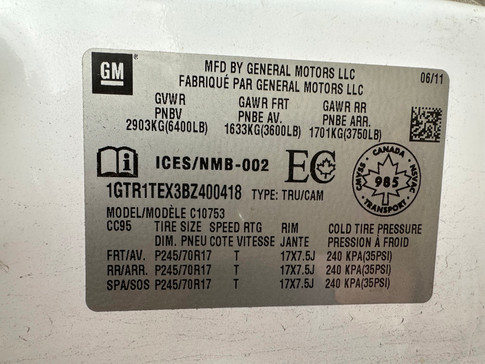 GM
MFD BY GENERAL MOTORS LLC
06/11
FABRIQUÉ PAR GENERAL MOTORS LLC
GVWR GAWR FRT GAWR RR
PNBV PNBE AV. PNBE ARR.
2903KG(6400LB) 1633KG(3600LB) 1701KG(3750LB)
ICES/NMB-002 EC
CANADA
CMVSS NSVAC
985
TRANSPORT
1GTR1TEX3BZ400418 TYPE: TRU/CAM
MODEL/MODÈLE C10753
CC95 TIRE SIZE SPEED RTG RIM COLD TIRE PRESSURE
DIM. PNEU COTE VITESSE JANTE PRESSION À FROID
FRT/AV. P245/70R17 T 17X7.5J 240 KPA(35PSI)
RR/ARR. P245/70R17 T 17X7.5J 240 KPA(35PSI)
SPA/SOS P245/70R17 T 17X7.5J 240 KPA(35PSI)